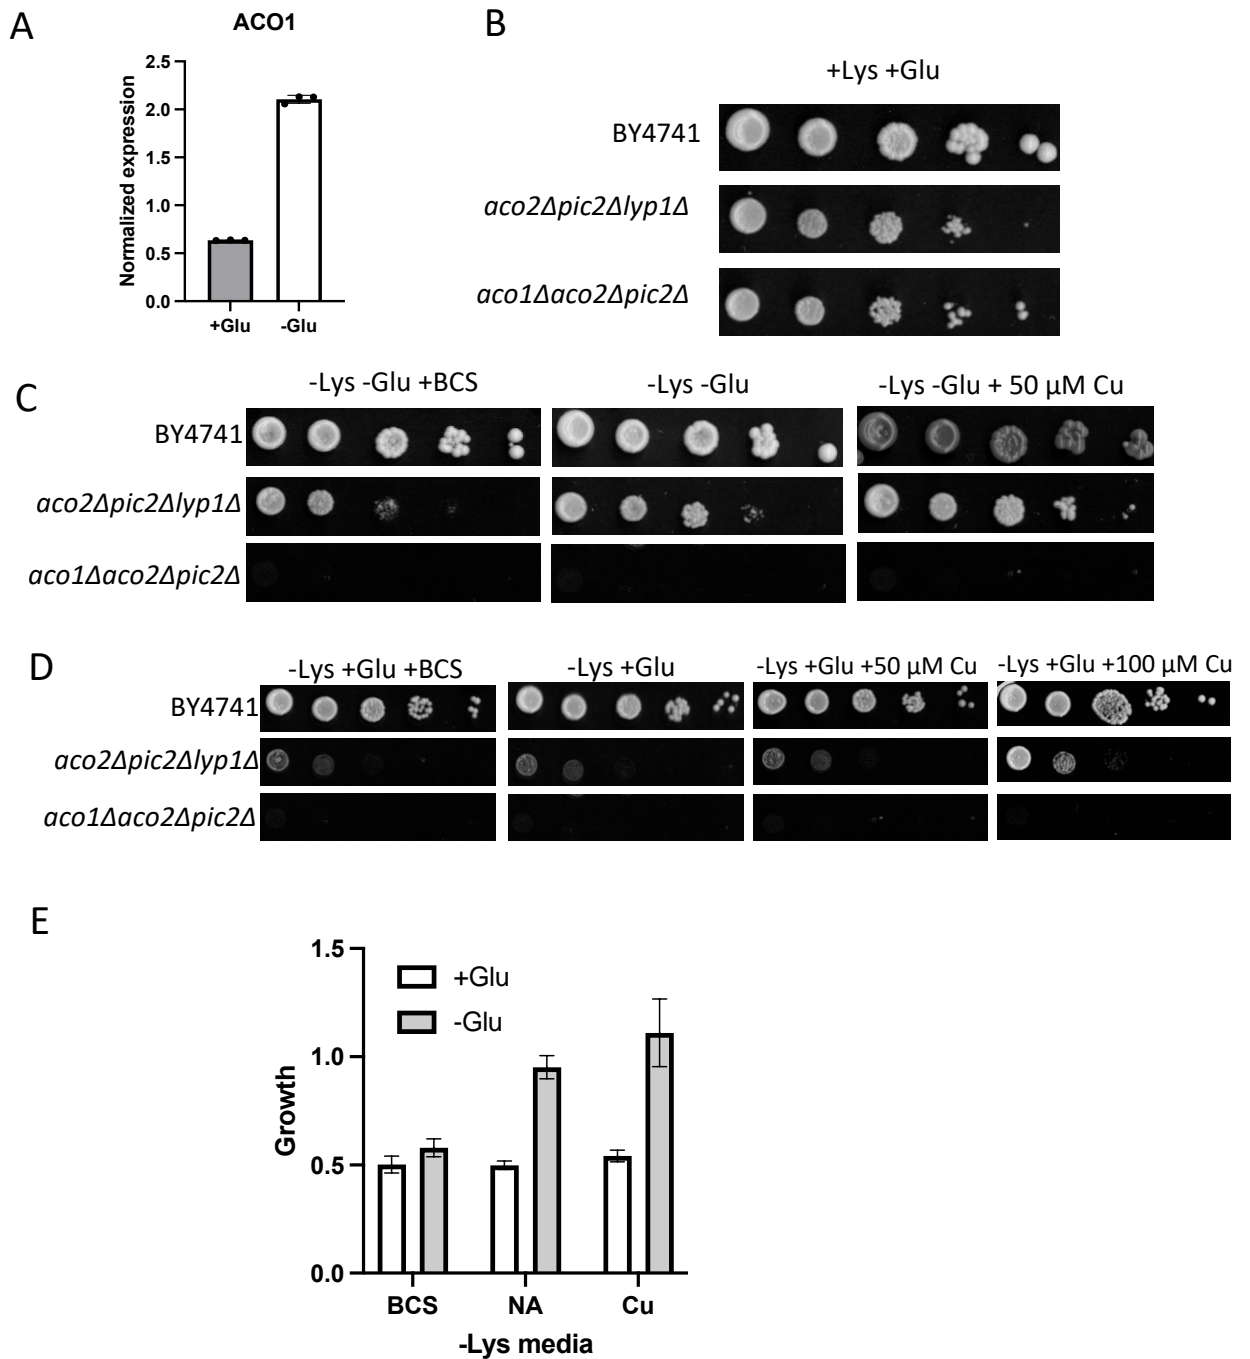 A
ACO1
Normalized expression
2.5
2.0
1.5
1.0
0.5
0.0
+Glu
-Glu
B
+Lys +Glu
BY4741
aco2Δpic2Δlyp1Δ
aco1Δaco2Δpic2Δ
C
-Lys -Glu +BCS
-Lys -Glu
-Lys -Glu + 50 µM Cu
BY4741
aco2Δpic2Δlyp1Δ
aco1Δaco2Δpic2Δ
D
-Lys +Glu +BCS
-Lys +Glu
-Lys +Glu +50 µM Cu
-Lys +Glu +100 µM Cu
BY4741
aco2Δpic2Δlyp1Δ
aco1Δaco2Δpic2Δ
E
Growth
1.5
1.0
0.5
0.0
+Glu
-Glu
BCS
NA
Cu
-Lys media